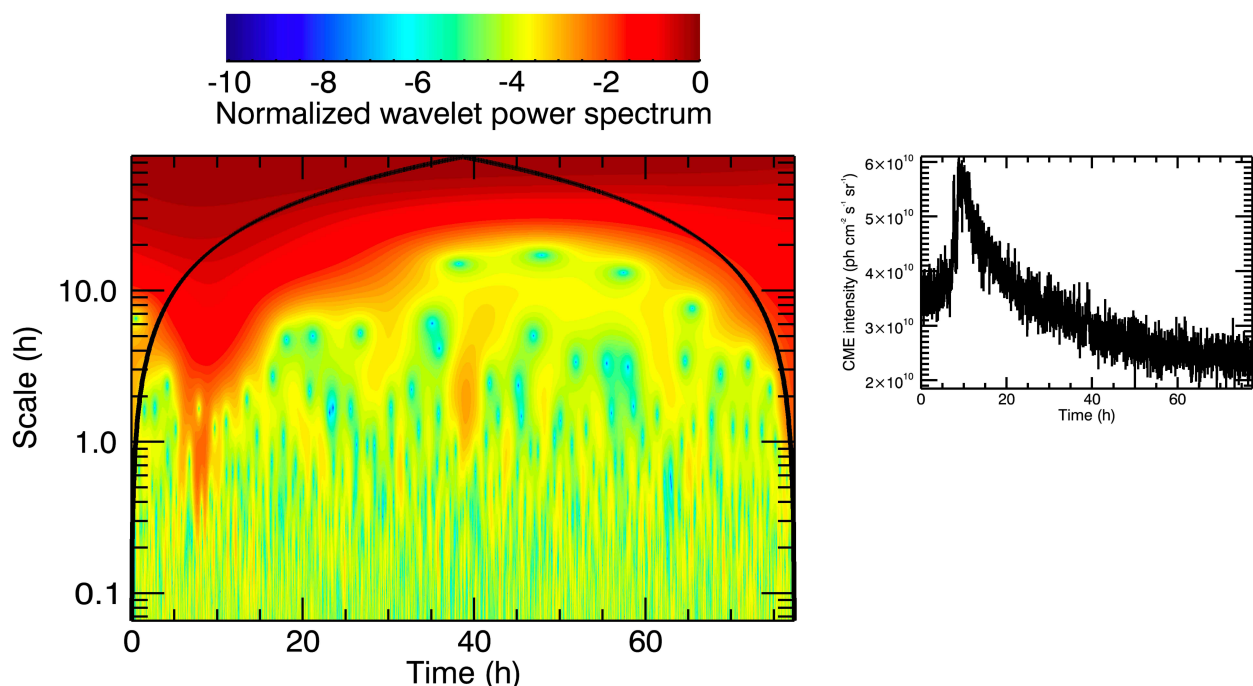 -10 -8 -6 -4 -2 0
Normalized wavelet power spectrum
10.0
1.0
0.1
Scale (h)
0 20 40 60
Time (h)
6×10¹⁰
5×10¹⁰
4×10¹⁰
3×10¹⁰
2×10¹⁰
CME intensity (ph cm⁻² s⁻¹ sr⁻¹)
0 20 40 60
Time (h)